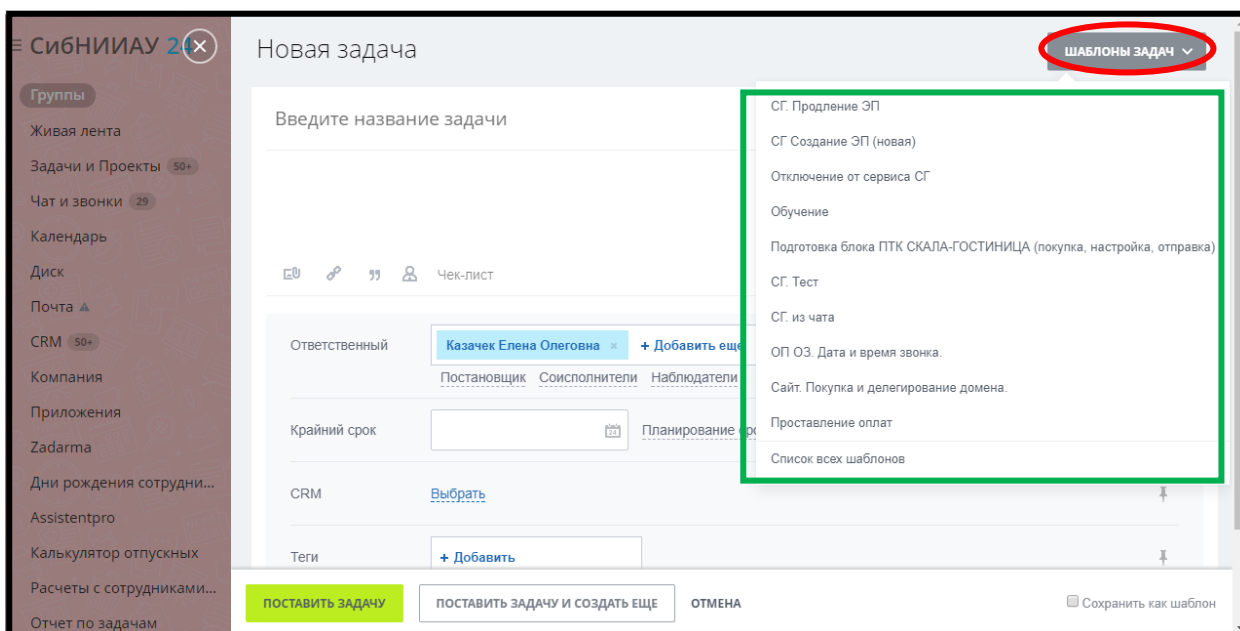 СибНИИАУ 24
Группы
Живая лента
Задачи и Проекты 50+
Чат и звонки 29
Календарь
Диск
Почта
CRM 50+
Компания
Приложения
Zadarma
Дни рождения сотрудни...
Assistentpro
Калькулятор отпускных
Расчеты с сотрудниками...
Отчет по задачам
Новая задача
ШАБЛОНЫ ЗАДАЧ
Введите название задачи
Чек-лист
Ответственный
Казачек Елена Олеговна × + Добавить еще
Постановщик Соисполнители Наблюдатели
Крайний срок
24
Планирование
CRM
Выбрать
Теги
+ Добавить
СГ. Продление ЭП
СГ Создание ЭП (новая)
Отключение от сервиса СГ
Обучение
Подготовка блока ПТК СКАЛА-ГОСТИНИЦА (покупка, настройка, отправка)
СГ. Тест
СГ. из чата
ОП ОЗ. Дата и время звонка.
Сайт. Покупка и делегирование домена.
Проставление оплат
Список всех шаблонов
ПОСТАВИТЬ ЗАДАЧУ
ПОСТАВИТЬ ЗАДАЧУ И СОЗДАТЬ ЕЩЕ
ОТМЕНА
Сохранить как шаблон